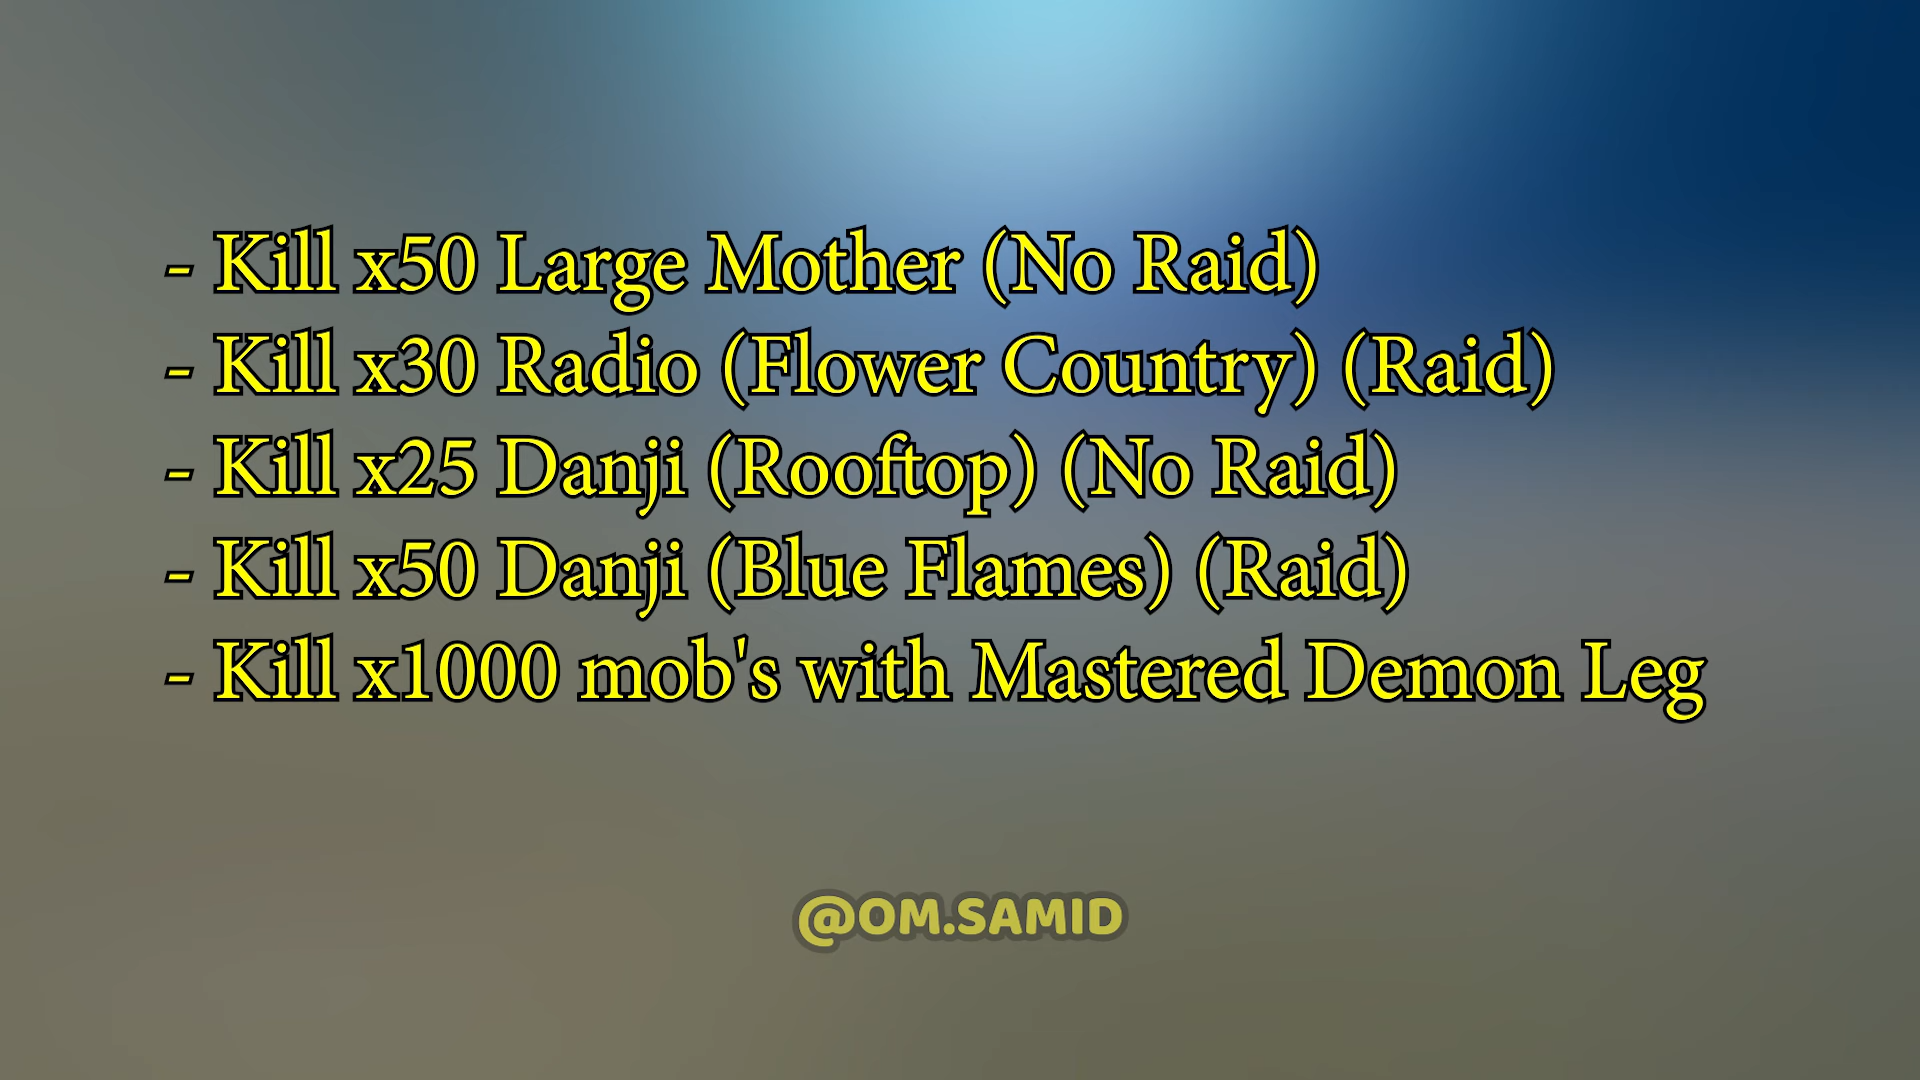 - Kill x50 Large Mother (No Raid)
- Kill x30 Radio (Flower Country) (Raid)
- Kill x25 Danji (Rooftop) (No Raid)
- Kill x50 Danji (Blue Flames) (Raid)
- Kill x1000 mob's with Mastered Demon Leg
@OM.SAMID